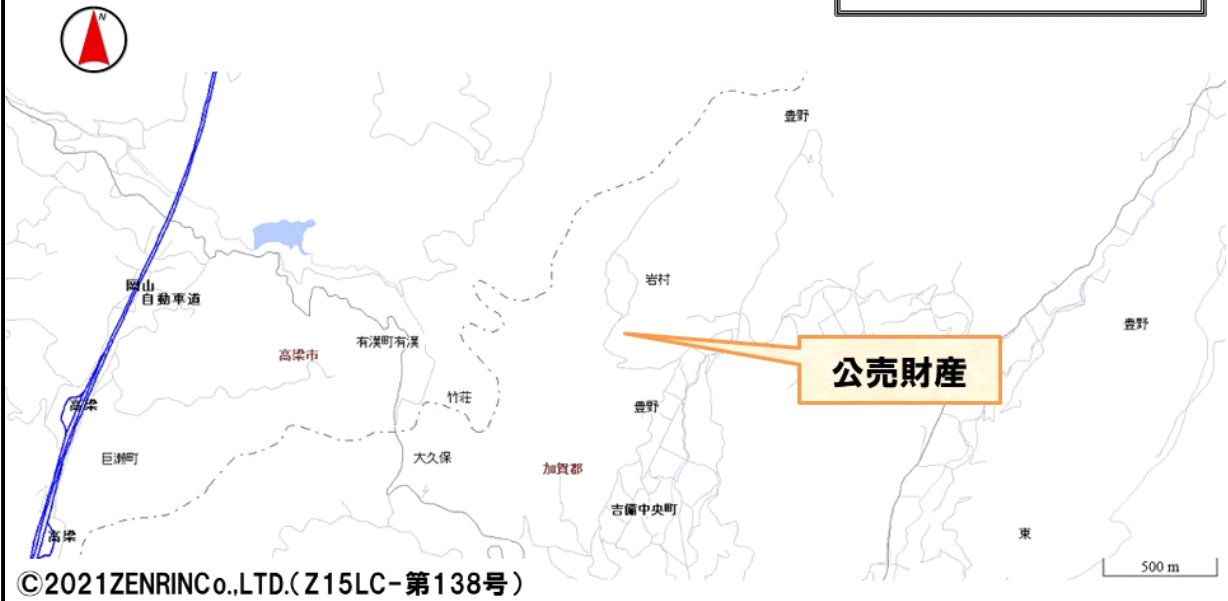 N
豊野
岩村
岡山
自動車道
豊野
有漢町有漢
高梁市
公売財産
竹荘
高梁
豊野
巨瀬町
大久保
加賀郡
吉備中央町
高梁
東
500 m
©2021ZENRINCo.,LTD.(Z15LC-第138号)